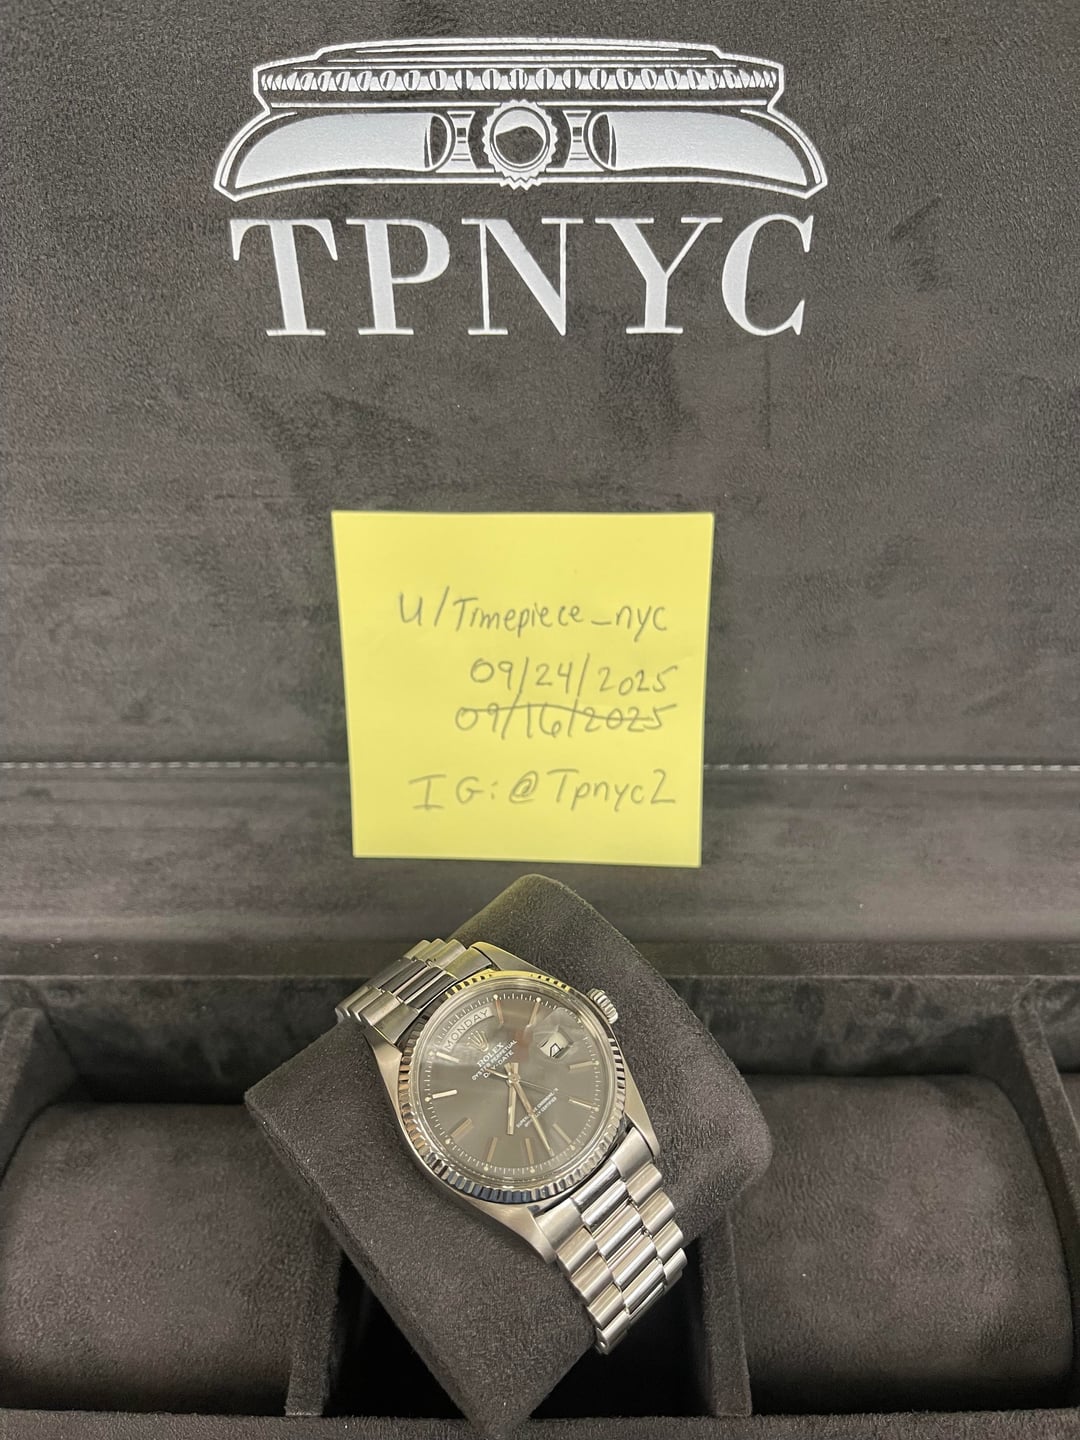 TPNYC
u/Timepiece_nyc
09/24/2025
09/16/2025
IG: @Tpnyc2
MONDAY
ROLEX
OYSTER PERPETUAL
DAY-DATE